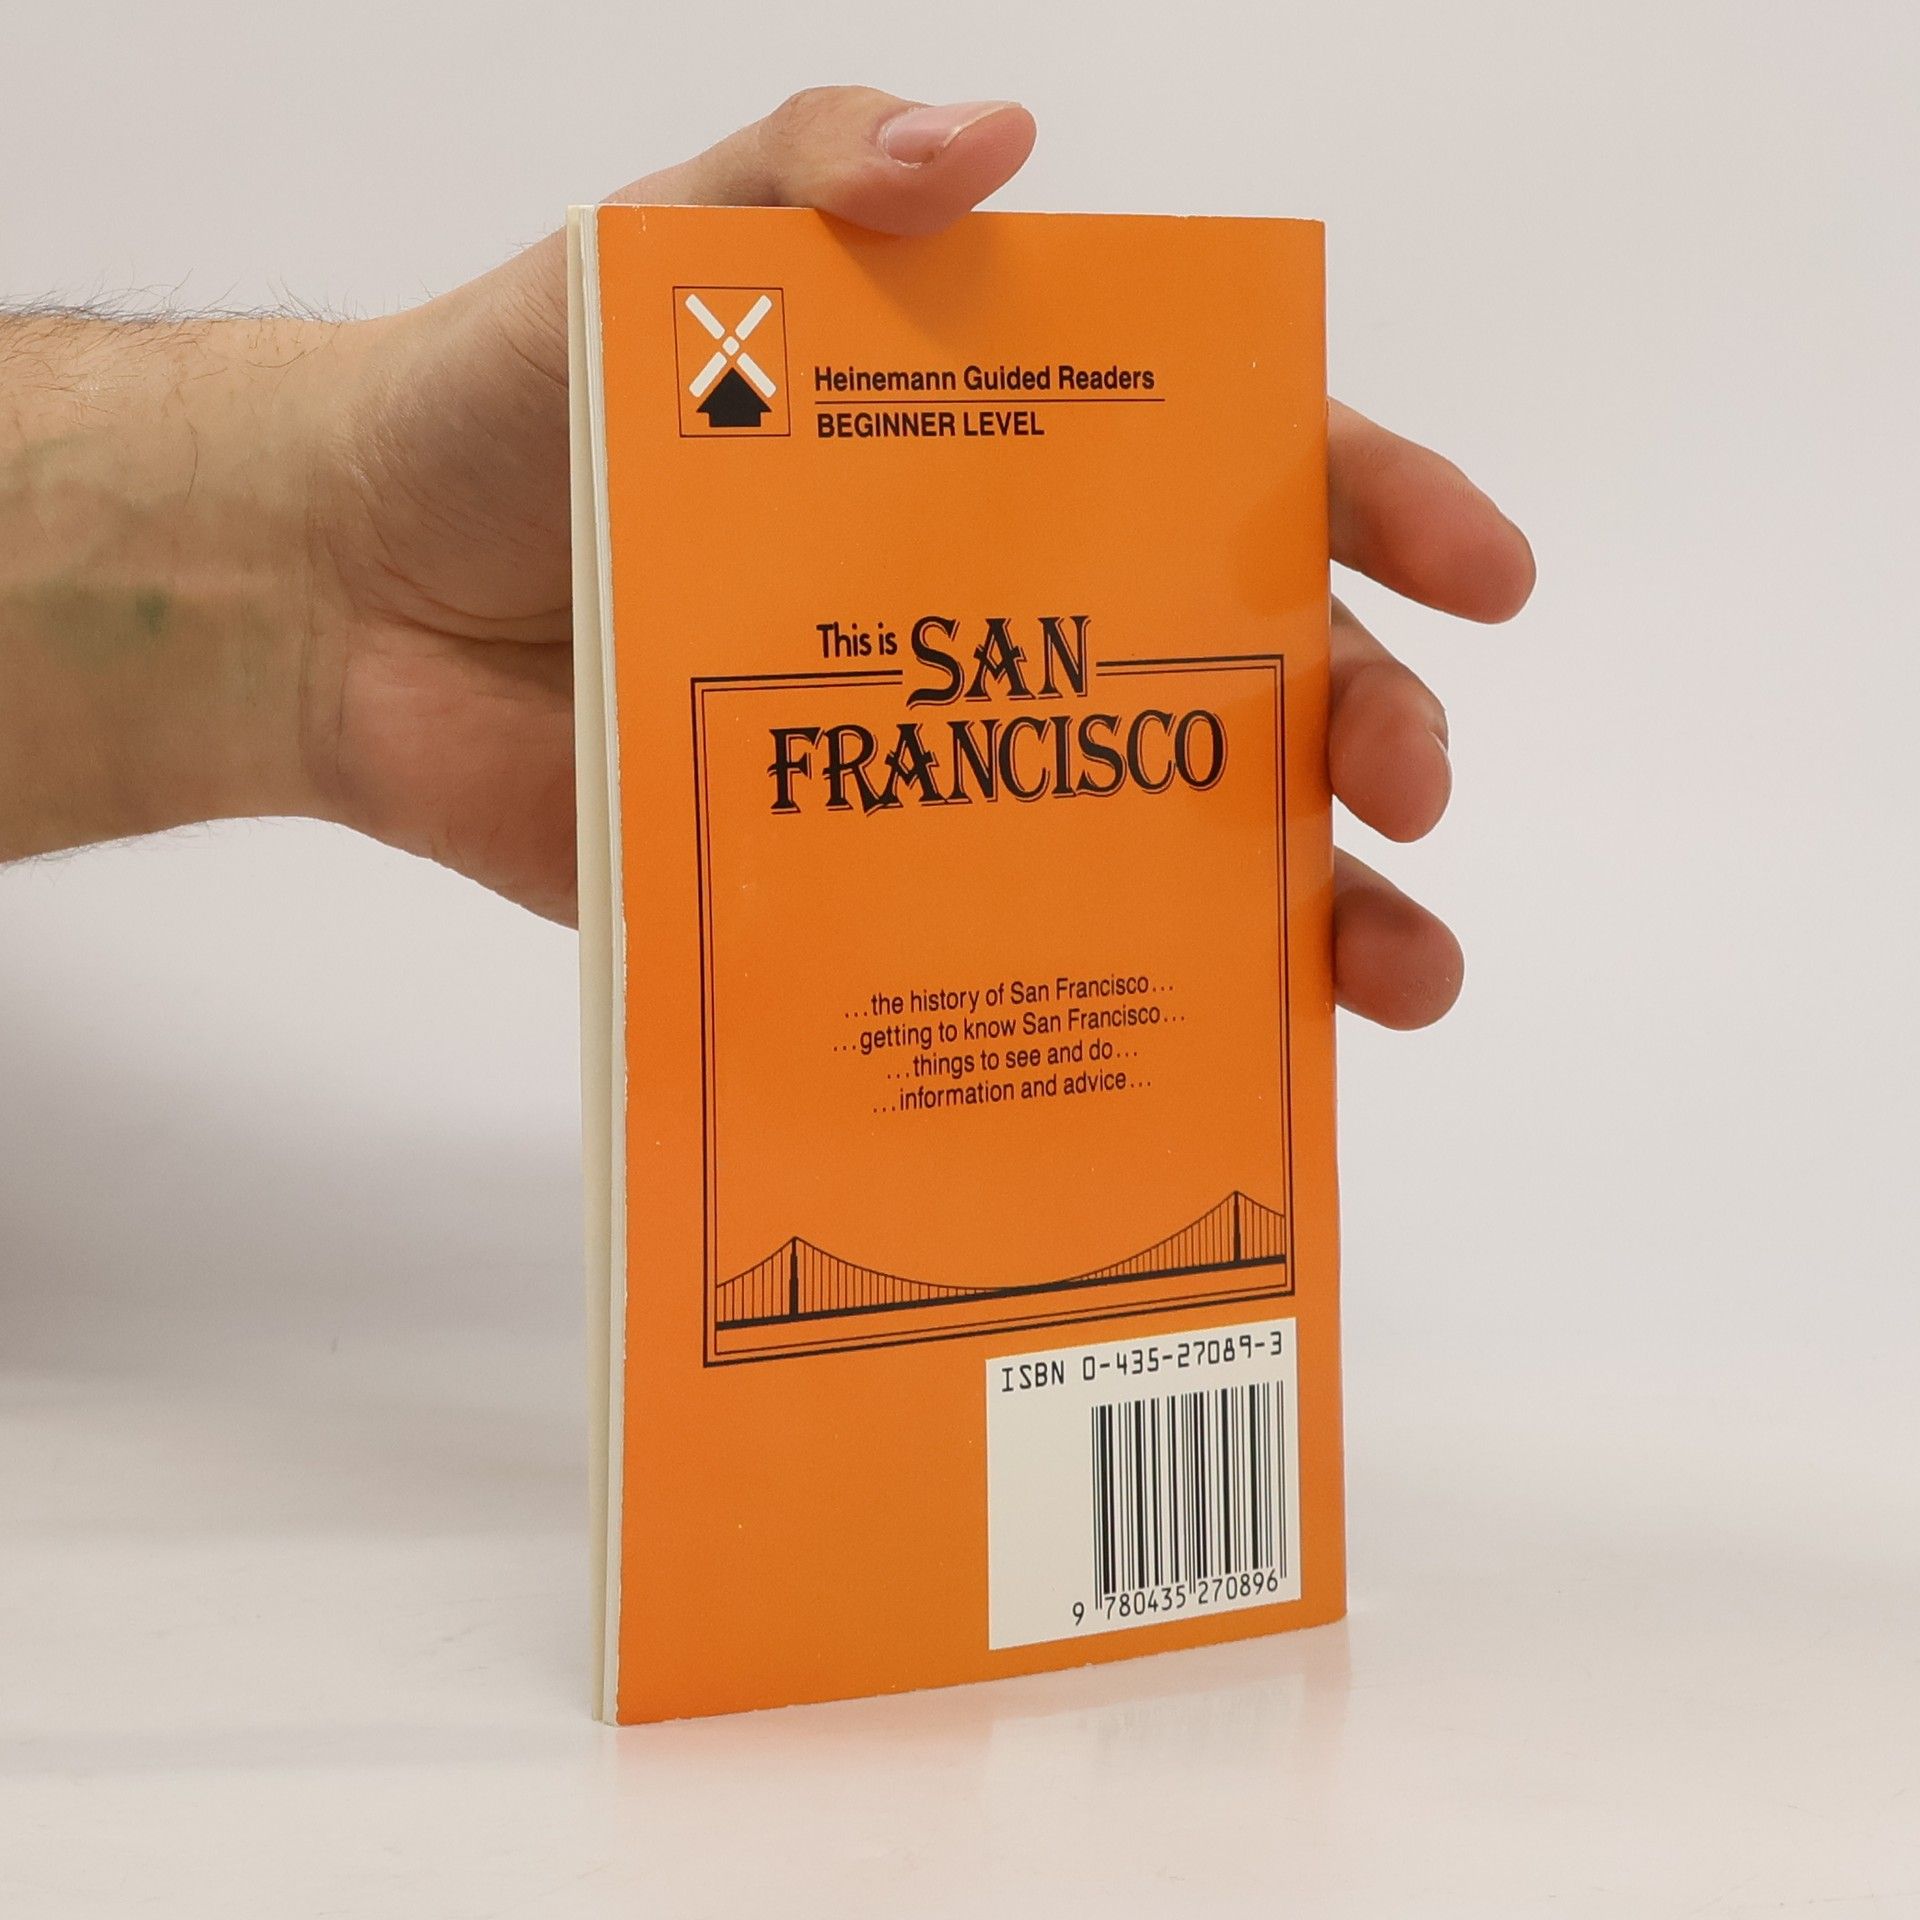 Heinemann Guided Readers
BEGINNER LEVEL
This is SAN
FRANCISCO
...the history of San Francisco...
...getting to know San Francisco...
...things to see and do...
...information and advice...
ISBN 0-435-27089-3
9 780435 270896